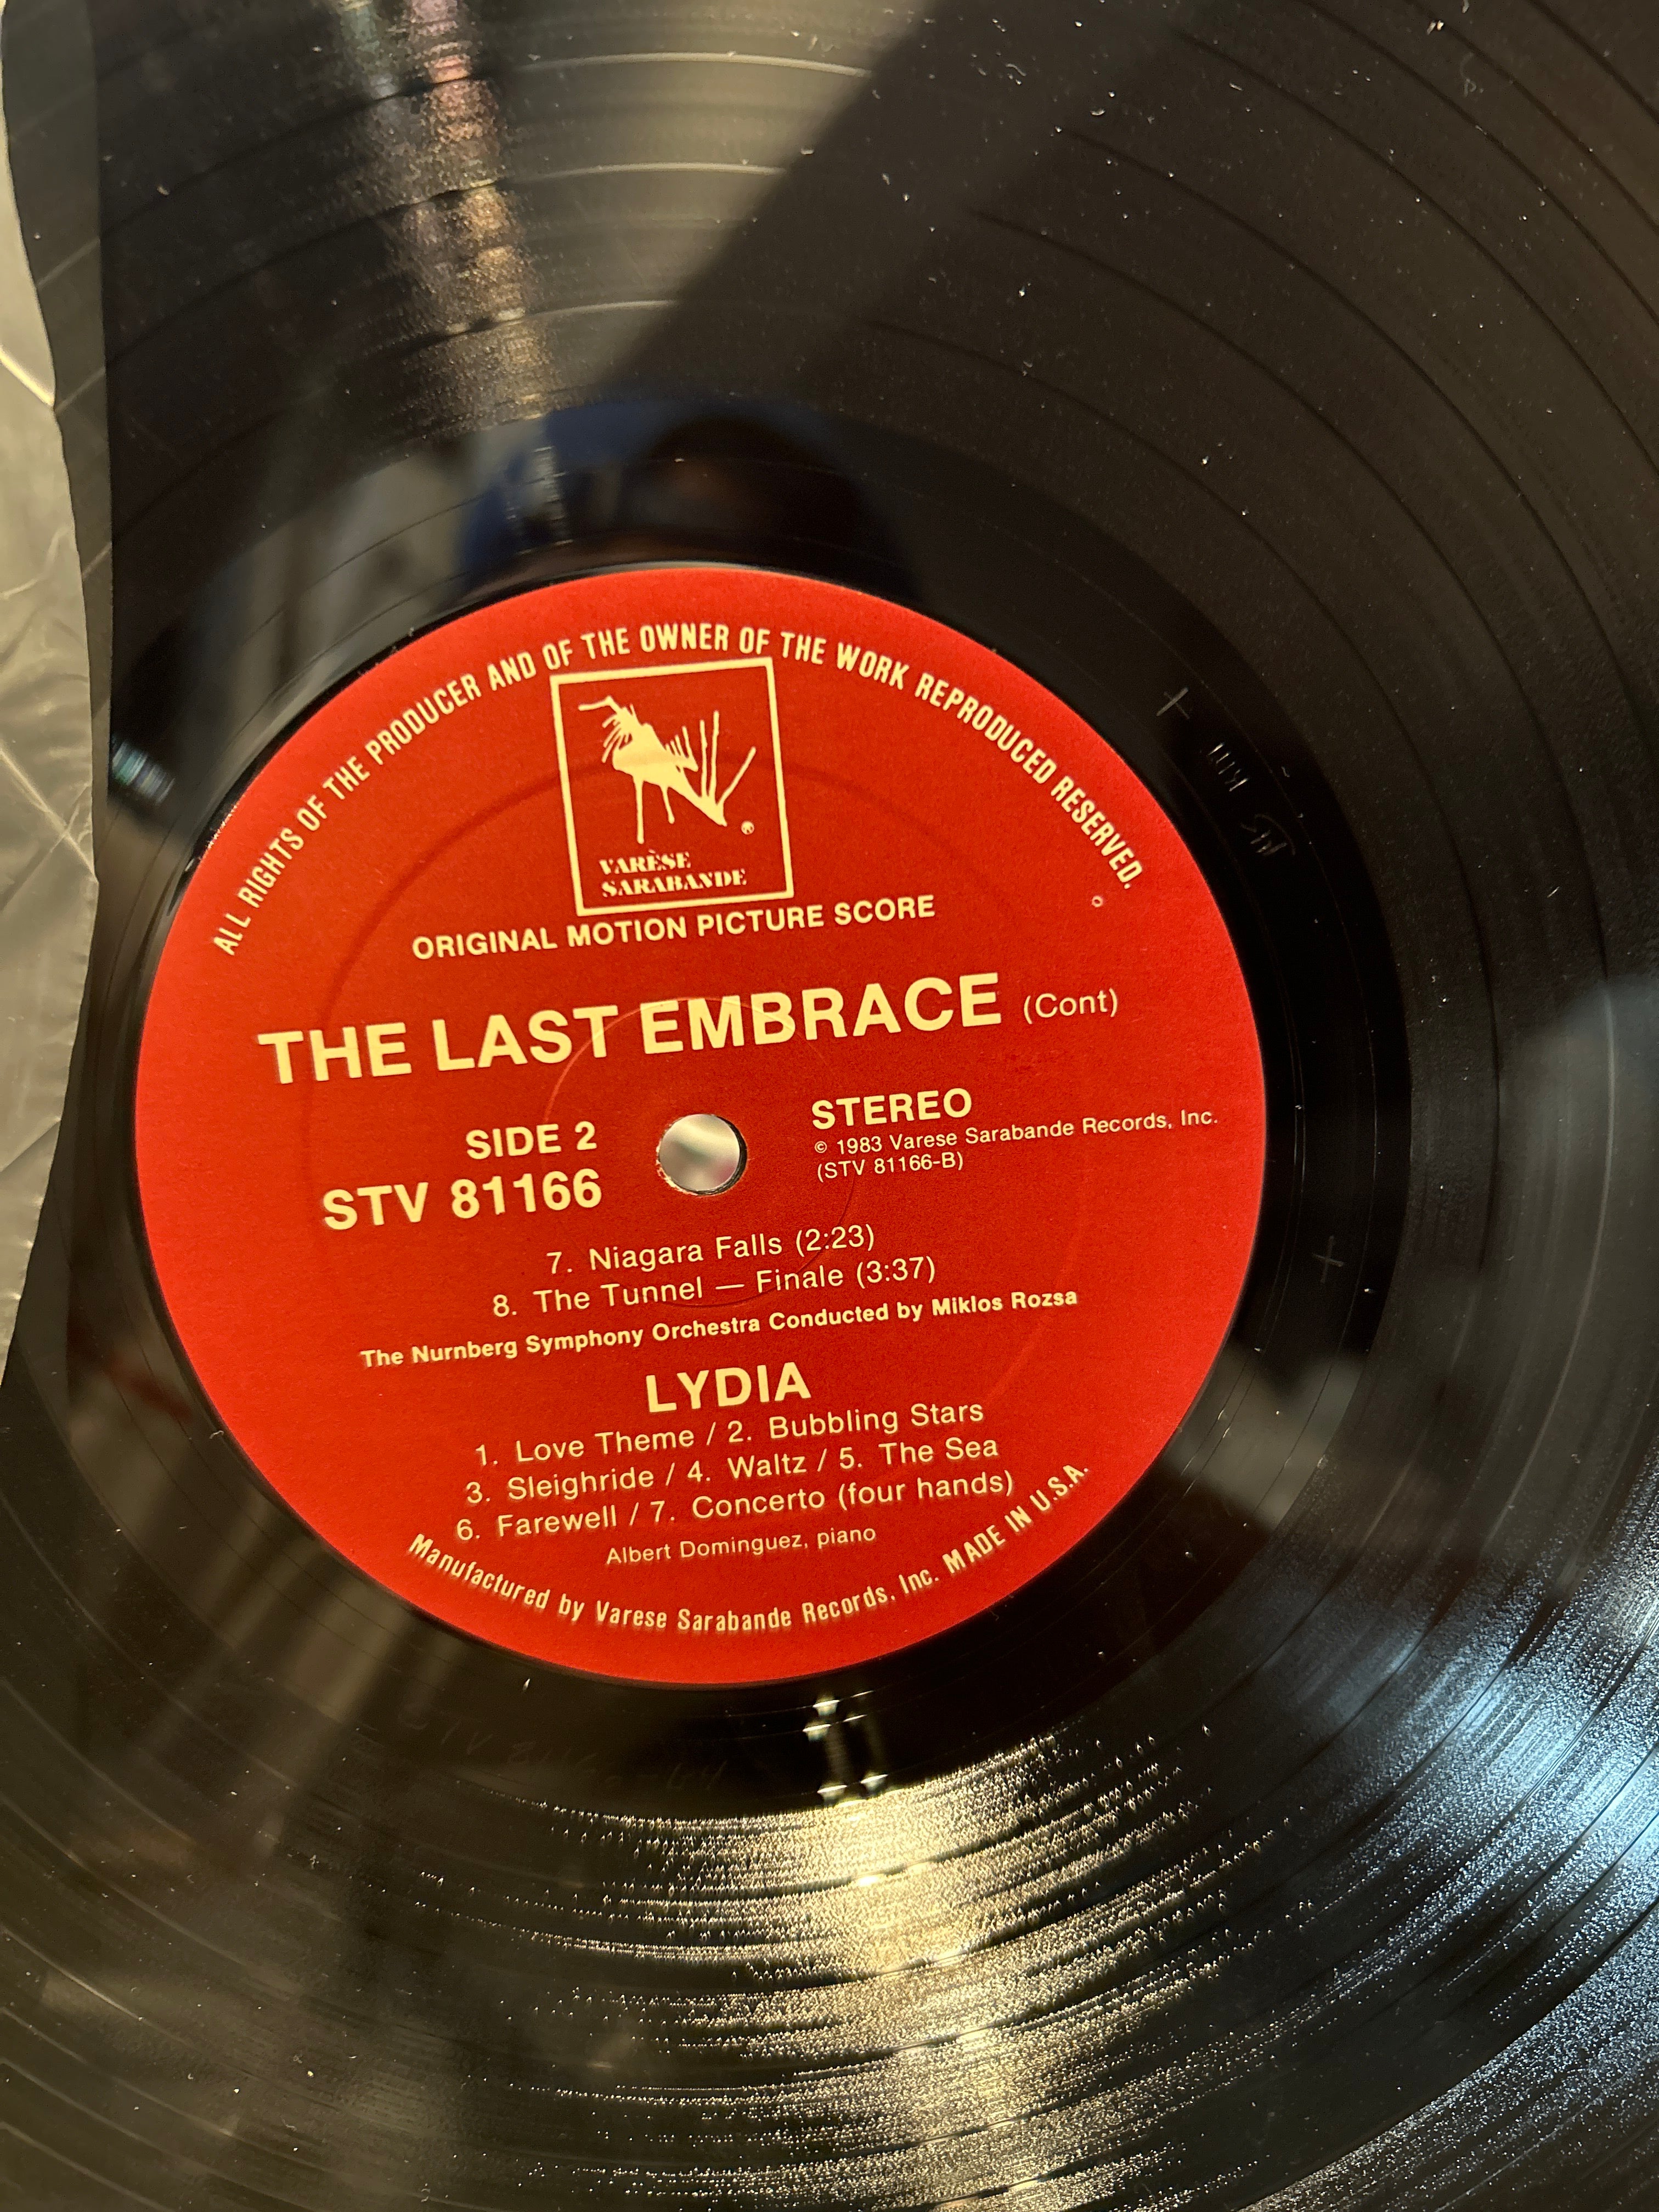 ALL RIGHTS OF THE PRODUCER AND OF THE OWNER OF THE WORK REPRODUCED RESERVED.
VARÈSE
SARABANDE
®
ORIGINAL MOTION PICTURE SCORE
THE LAST EMBRACE (Cont)
SIDE 2
STV 81166
STEREO
© 1983 Varese Sarabande Records, Inc.
(STV 81166-B)
7. Niagara Falls (2:23)
8. The Tunnel — Finale (3:37)
The Nurnberg Symphony Orchestra Conducted by Miklos Rozsa
LYDIA
1. Love Theme / 2. Bubbling Stars
3. Sleighride / 4. Waltz / 5. The Sea
6. Farewell / 7. Concerto (four hands)
Albert Dominguez, piano
Manufactured by Varese Sarabande Records, Inc. MADE IN U.S.A.